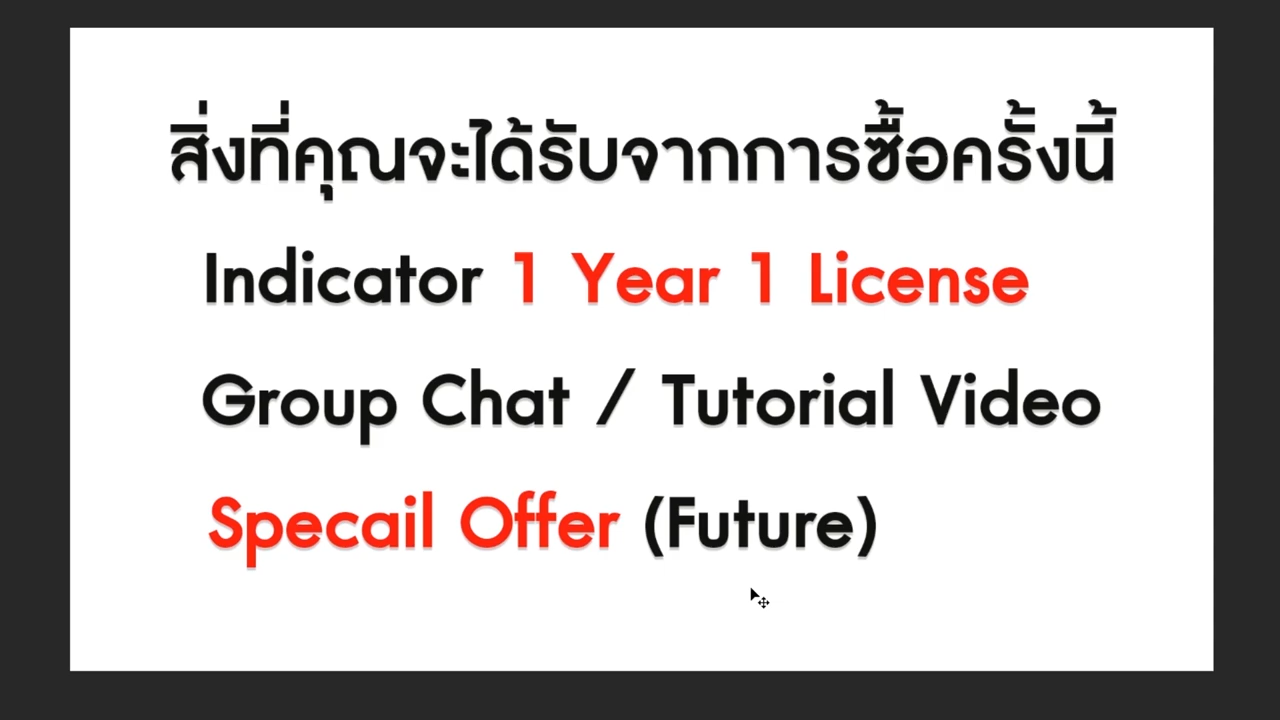 สิ่งที่คุณจะได้รับจากการซื้อครั้งนี้
Indicator 1 Year 1 License
Group Chat / Tutorial Video
Specail Offer (Future)